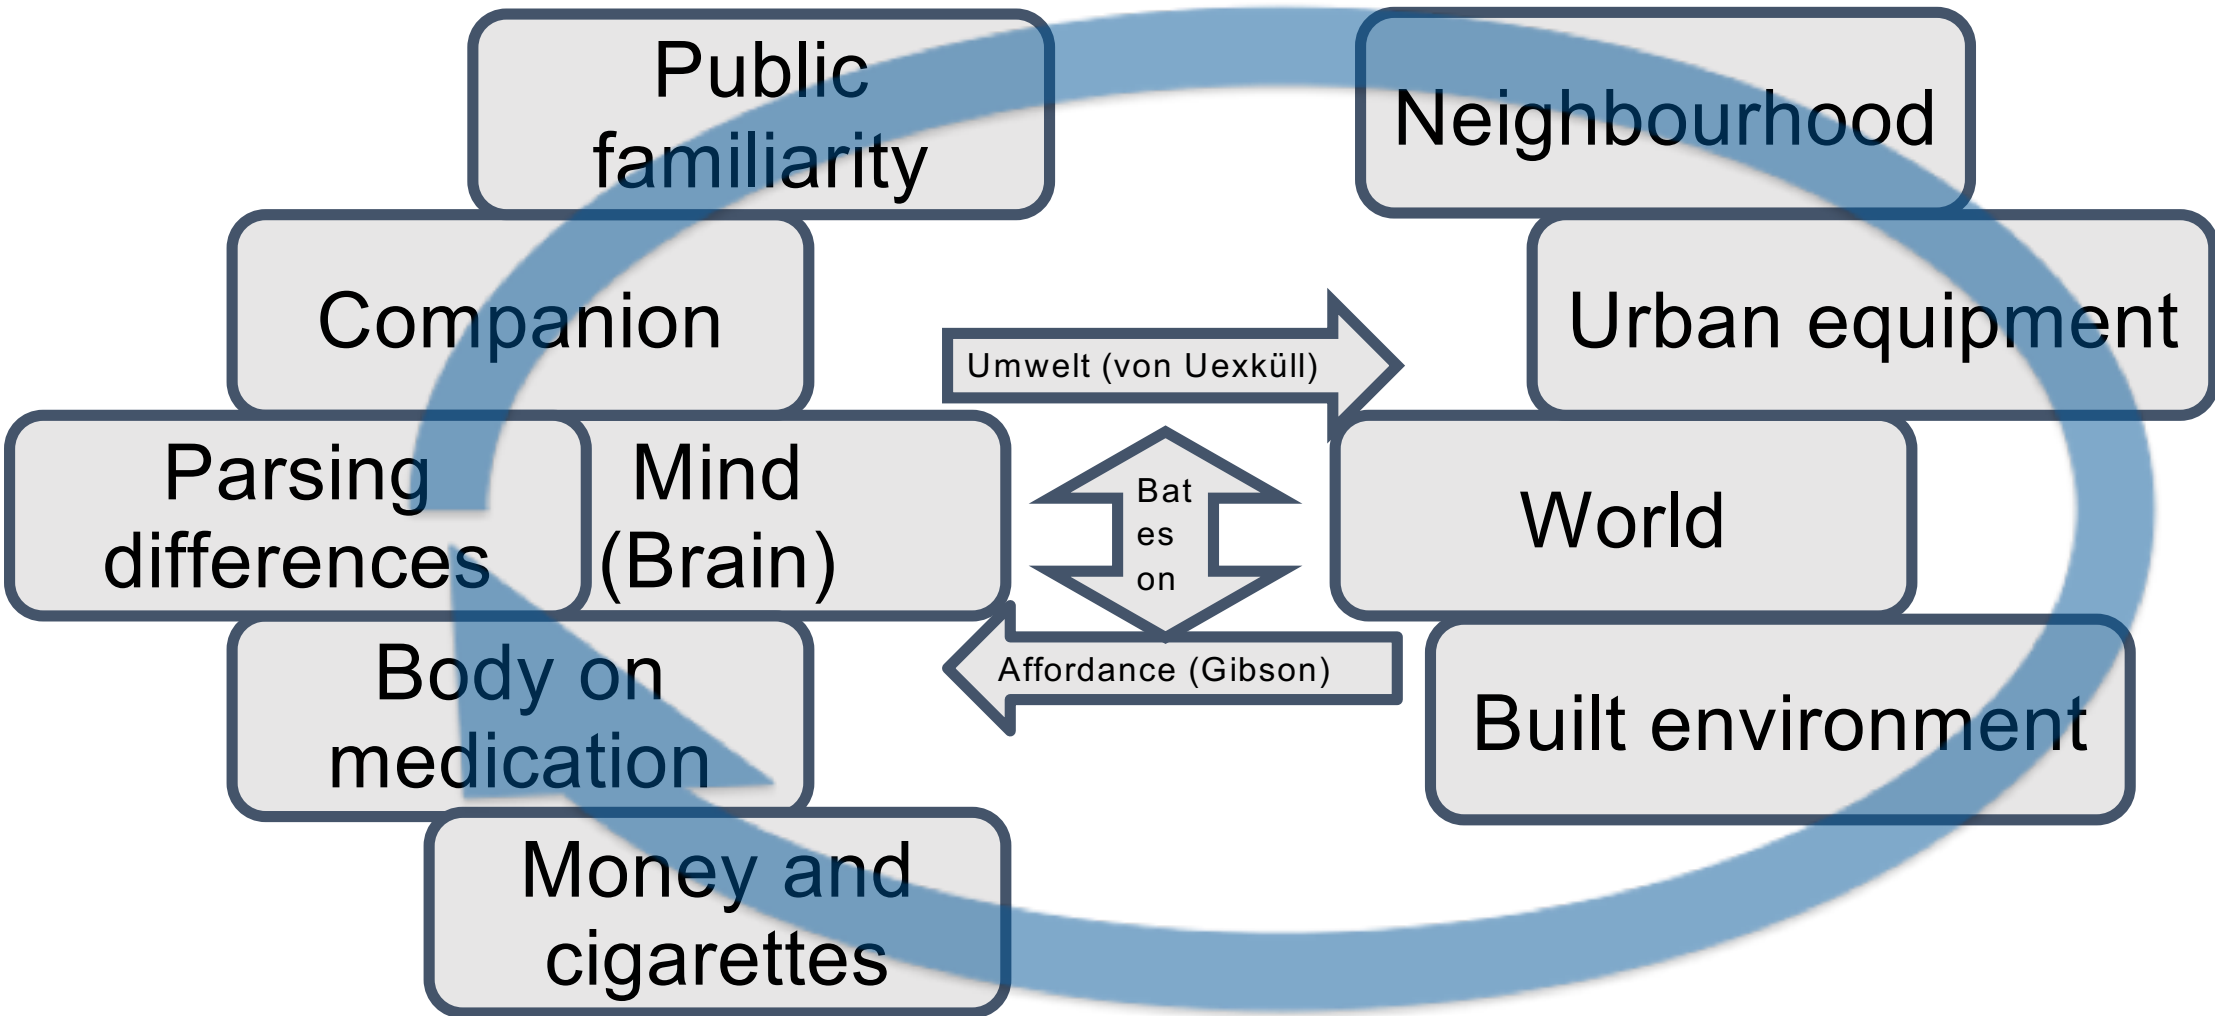 Public
familiarity
Neighbourhood
Companion
Urban equipment
Umwelt (von Uexküll)
Parsing
differences
Mind
(Brain)
Bat
es
on
World
Affordance (Gibson)
Body on
medication
Built environment
Money and
cigarettes